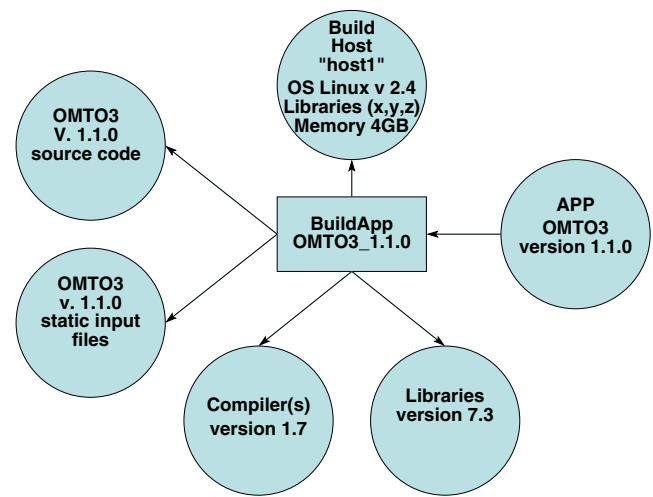 Build
Host
"host1"
OS Linux v 2.4
Libraries (x,y,z)
Memory 4GB
OMTO3
V. 1.1.0
source code
BuildApp
OMTO3_1.1.0
APP
OMTO3
version 1.1.0
OMTO3
v. 1.1.0
static input
files
Compiler(s)
version 1.7
Libraries
version 7.3